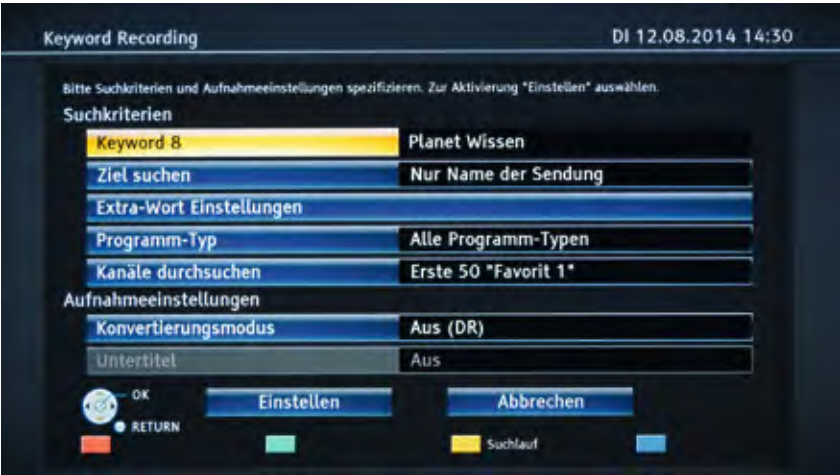 Keyword Recording DI 12.08.2014 14:30
Bitte Suchkriterien und Aufnahmeeinstellungen spezifizieren. Zur Aktivierung "Einstellen" auswählen.
Suchkriterien
Keyword 8 Planet Wissen
Ziel suchen Nur Name der Sendung
Extra-Wort Einstellungen
Programm-Typ Alle Programm-Typen
Kanäle durchsuchen Erste 50 "Favorit 1"
Aufnahmeeinstellungen
Konvertierungsmodus Aus (DR)
Untertitel Aus
OK
Einstellen Abbrechen
RETURN
Suchlauf